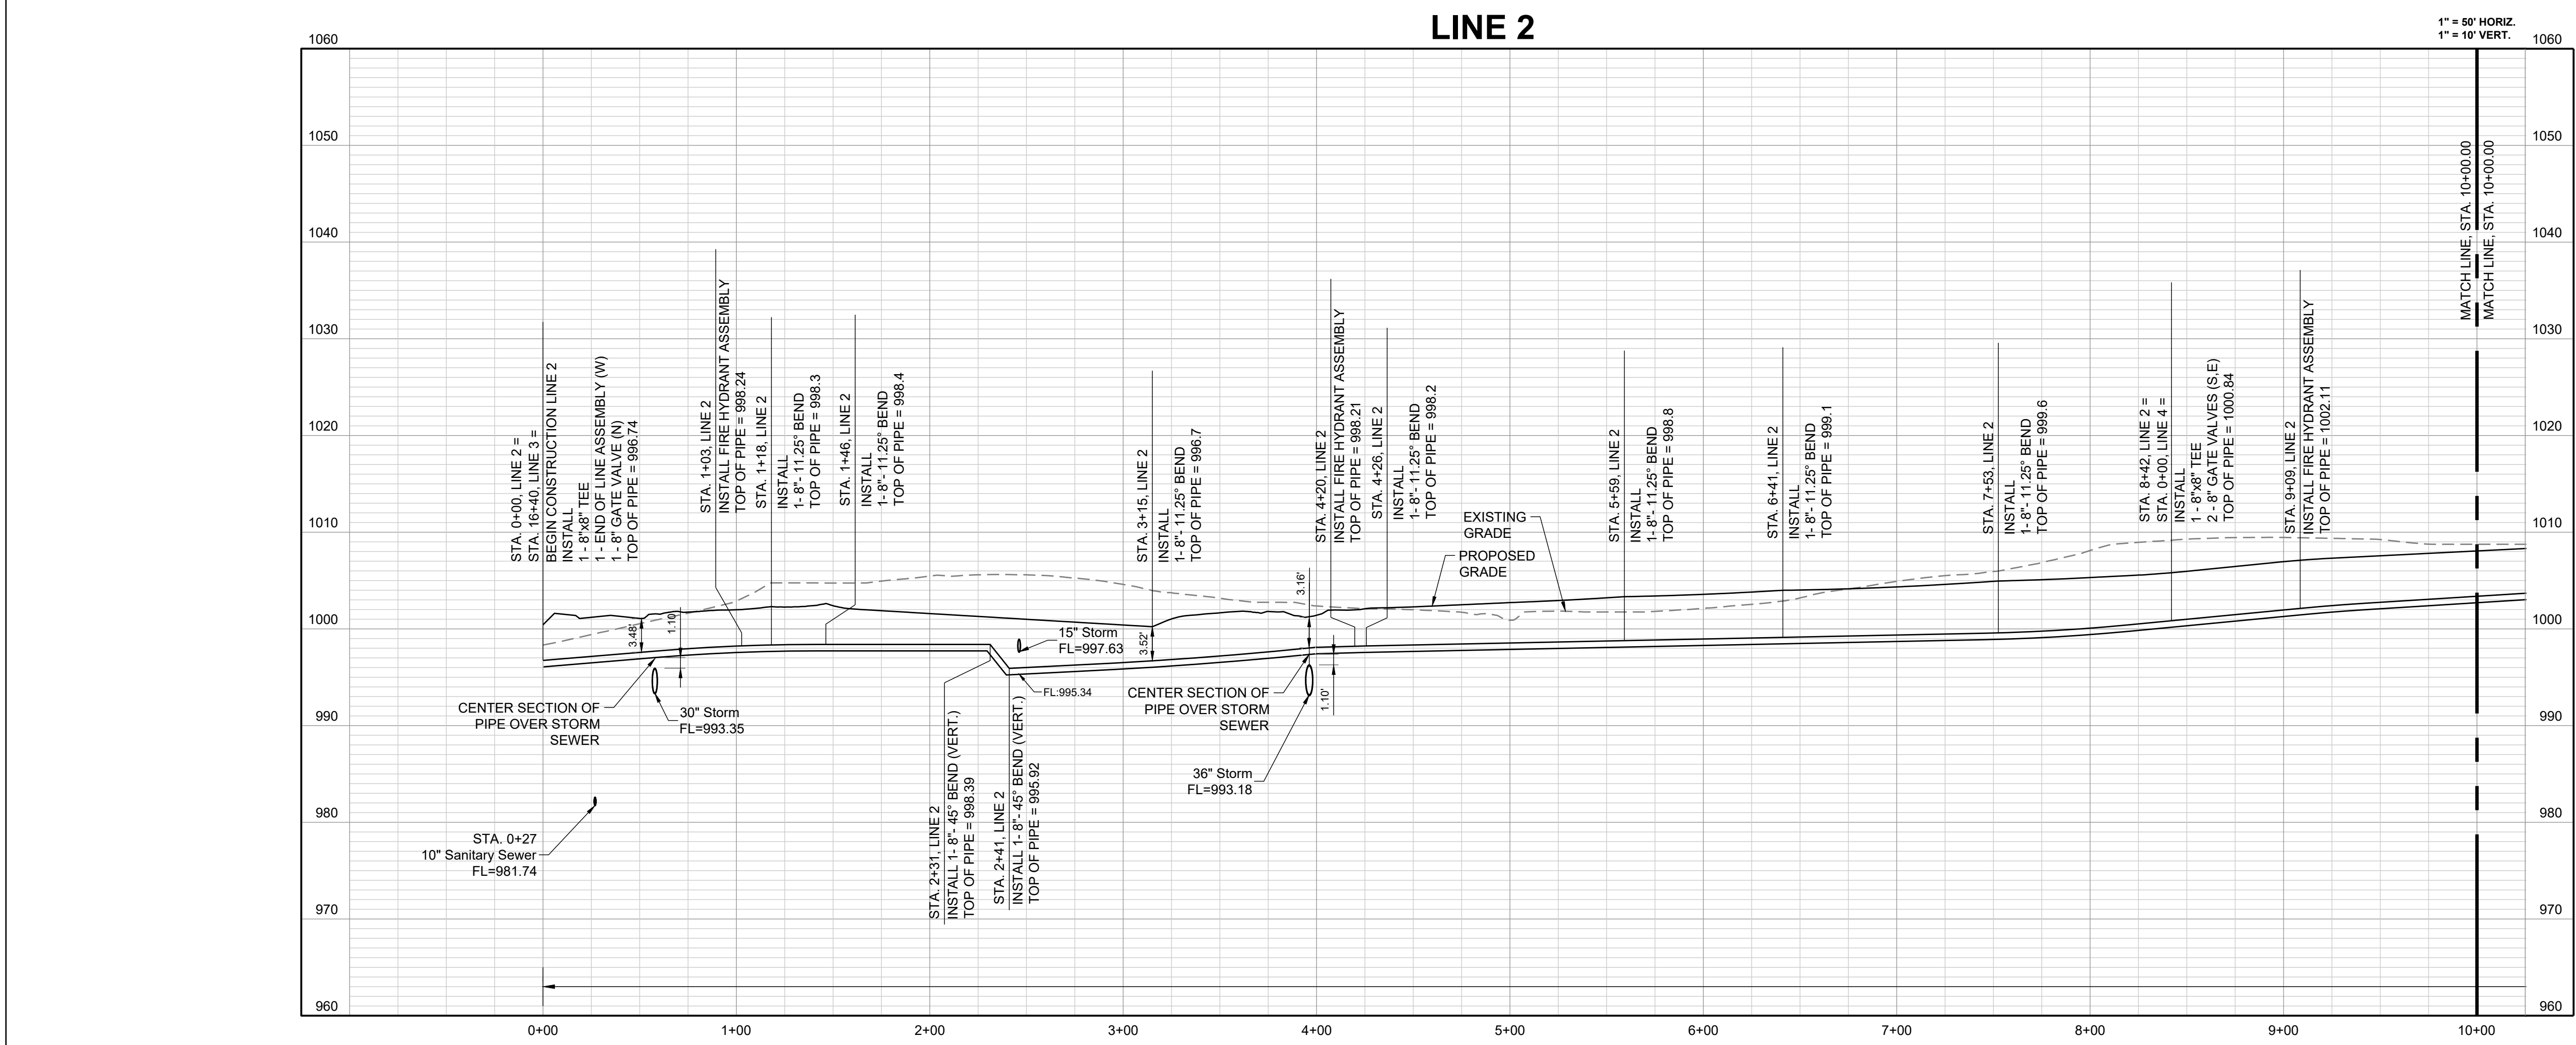 LINE 2
1" = 50' HORIZ.
1" = 10' VERT.
1060
1050
1040
1030
1020
1010
1000
990
980
970
960
STA. 0+00, LINE 2 =
STA. 16+40, LINE 3 =
BEGIN CONSTRUCTION LINE 2
INSTALL
1 - 8"x8" TEE
1 - END OF LINE ASSEMBLY (W)
1 - 8" GATE VALVE (N)
TOP OF PIPE = 996.74
STA. 1+03, LINE 2
INSTALL FIRE HYDRANT ASSEMBLY
TOP OF PIPE = 998.24
STA. 1+18, LINE 2
INSTALL
1- 8"- 11.25° BEND
TOP OF PIPE = 998.3
STA. 1+46, LINE 2
INSTALL
1- 8"- 11.25° BEND
TOP OF PIPE = 998.4
STA. 3+15, LINE 2
INSTALL
1- 8"- 11.25° BEND
TOP OF PIPE = 996.7
STA. 4+20, LINE 2
INSTALL FIRE HYDRANT ASSEMBLY
TOP OF PIPE = 998.21
STA. 4+26, LINE 2
INSTALL
1- 8"- 11.25° BEND
TOP OF PIPE = 998.2
EXISTING
GRADE
PROPOSED
GRADE
STA. 5+59, LINE 2
INSTALL
1-8"- 11.25° BEND
TOP OF PIPE = 998.8
STA. 6+41, LINE 2
INSTALL
1- 8"- 11.25° BEND
TOP OF PIPE = 999.1
STA. 7+53, LINE 2
INSTALL
1- 8"- 11.25° BEND
TOP OF PIPE = 999.6
STA. 8+42, LINE 2 =
STA. 0+00, LINE 4 =
INSTALL
1 - 8"x8" TEE
2 - 8" GATE VALVES (S,E)
TOP OF PIPE = 1000.84
STA. 9+09, LINE 2
INSTALL FIRE HYDRANT ASSEMBLY
TOP OF PIPE = 1002.11
MATCH LINE, STA. 10+00.00
MATCH LINE, STA. 10+00.00
3.48'
1.10'
15" Storm
FL=997.63
3.52'
3.16'
1.10'
FL:995.34
CENTER SECTION OF
PIPE OVER STORM
SEWER
30" Storm
FL=993.35
CENTER SECTION OF
PIPE OVER STORM
SEWER
36" Storm
FL=993.18
STA. 0+27
10" Sanitary Sewer
FL=981.74
STA. 2+31, LINE 2
INSTALL 1- 8"- 45° BEND (VERT.)
TOP OF PIPE = 998.39
STA. 2+41, LINE 2
INSTALL 1- 8"- 45° BEND (VERT.)
TOP OF PIPE = 995.92
1060
1050
1040
1030
1020
1010
1000
990
980
970
960
0+00
1+00
2+00
3+00
4+00
5+00
6+00
7+00
8+00
9+00
10+00